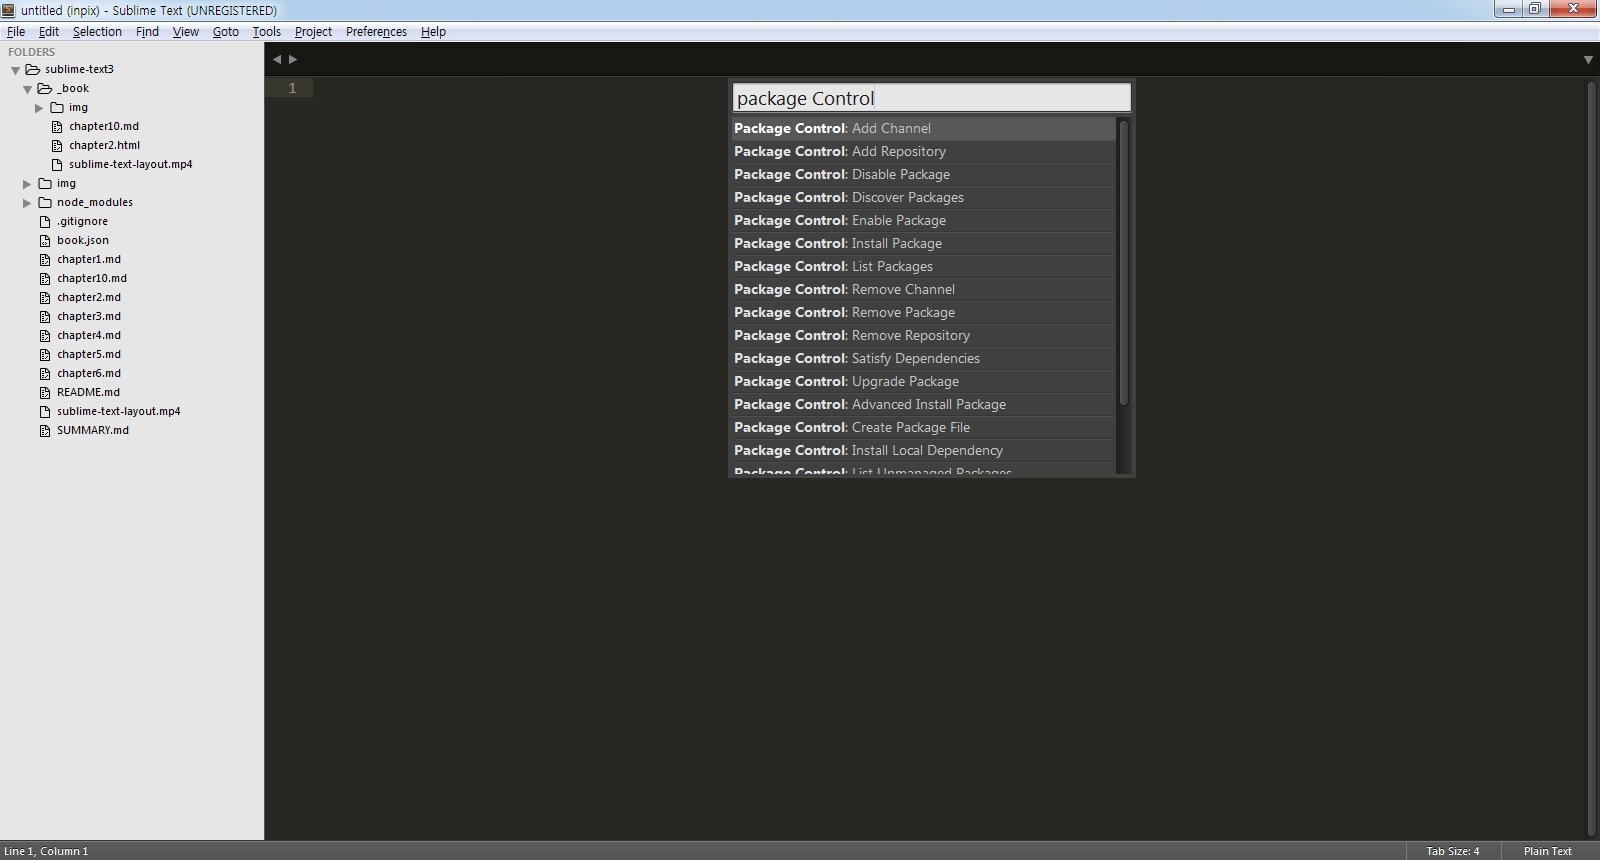 untitled (inpix) - Sublime Text (UNREGISTERED)
File Edit Selection Find View Goto Tools Project Preferences Help
FOLDERS
sublime-text3
_book
img
chapter10.md
chapter2.html
sublime-text-layout.mp4
img
node_modules
.gitignore
book.json
chapter1.md
chapter10.md
chapter2.md
chapter3.md
chapter4.md
chapter5.md
chapter6.md
README.md
sublime-text-layout.mp4
SUMMARY.md
1
package Control
Package Control: Add Channel
Package Control: Add Repository
Package Control: Disable Package
Package Control: Discover Packages
Package Control: Enable Package
Package Control: Install Package
Package Control: List Packages
Package Control: Remove Channel
Package Control: Remove Package
Package Control: Remove Repository
Package Control: Satisfy Dependencies
Package Control: Upgrade Package
Package Control: Advanced Install Package
Package Control: Create Package File
Package Control: Install Local Dependency
Package Control: List Unmanaged Packages
Line 1, Column 1
Tab Size: 4
Plain Text